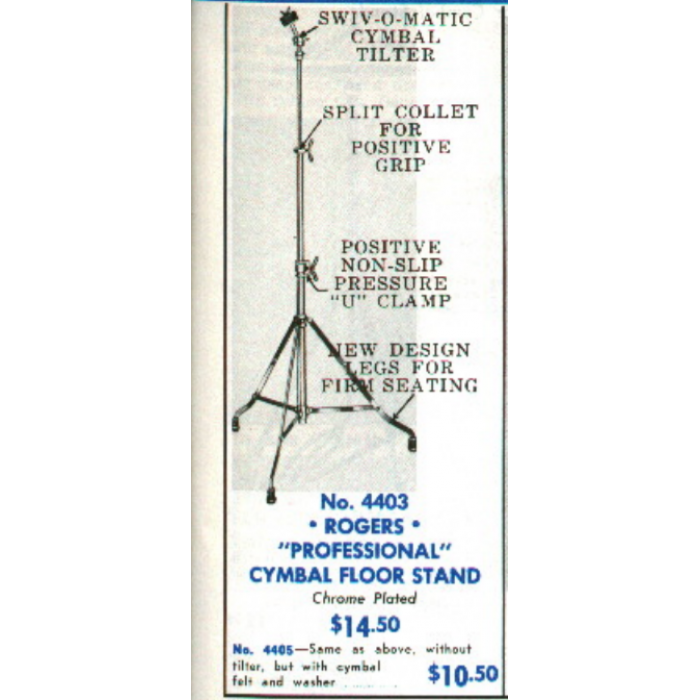 SWIV-O-MATIC
CYMBAL
TILTER
SPLIT COLLET
FOR
POSITIVE
GRIP
POSITIVE
NON-SLIP
PRESSURE
"U" CLAMP
NEW DESIGN
LEGS FOR
FIRM SEATING
No. 4403
• ROGERS •
"PROFESSIONAL"
CYMBAL FLOOR STAND
Chrome Plated
$14.50
No. 4405—Same as above, without
tilter, but with cymbal
felt and washer ............ $10.50